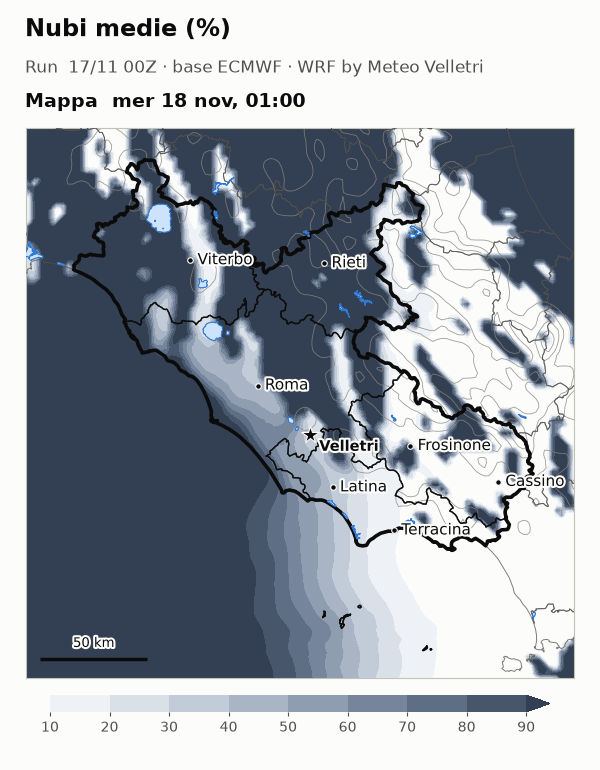 Nubi medie (%)
Run  17/11 00Z · base ECMWF · WRF by Meteo Velletri
Mappa  mer 18 nov, 01:00
Viterbo
Rieti
Roma
Velletri
Frosinone
Latina
Cassino
Terracina
50 km
10 20 30 40 50 60 70 80 90